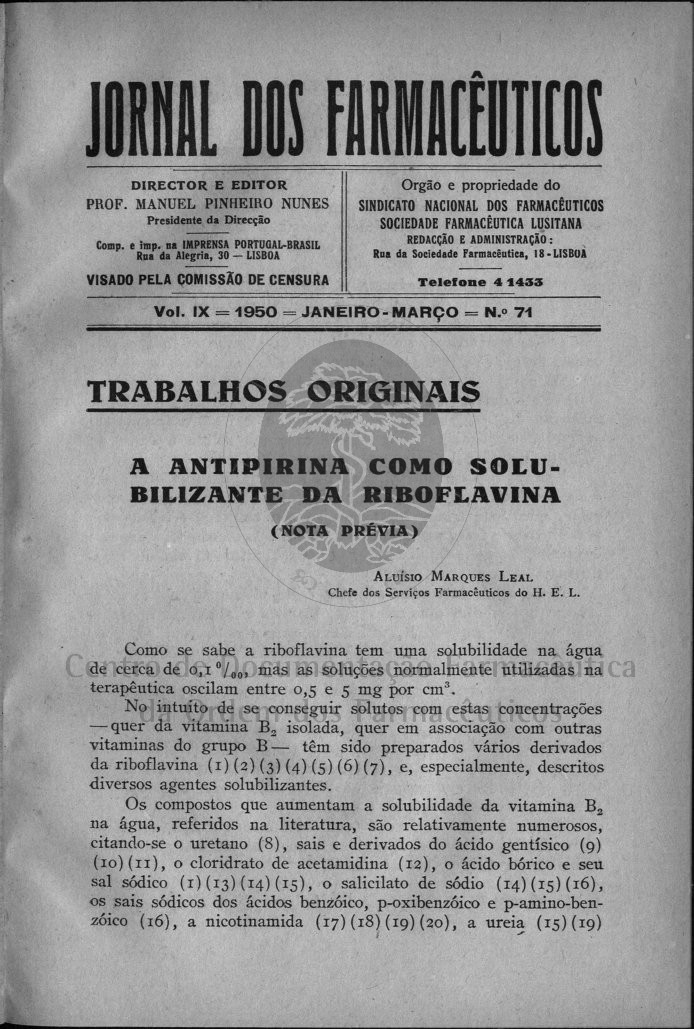 JORNAL DOS FARMACÊUTICOS
DIRECTOR E EDITOR
PROF. MANUEL PINHEIRO NUNES
Presidente da Direcção
Comp. e imp. na IMPRENSA PORTUGAL-BRASIL
Rua da Alegria, 30 — LISBOA
VISADO PELA COMISSÃO DE CENSURA
Orgão e propriedade do
SINDICATO NACIONAL DOS FARMACÊUTICOS
SOCIEDADE FARMACÊUTICA LUSITANA
REDACÇÃO E ADMINISTRAÇÃO:
Rua da Sociedade Farmacêutica, 18-LISBOA
Telefone 4 1433
Vol. IX = 1950 = JANEIRO-MARÇO = N.º 71
TRABALHOS ORIGINAIS
A ANTIPIRINA COMO SOLU-
BILIZANTE DA RIBOFLAVINA
(NOTA PRÉVIA)
Aluísio Marques Leal
Chefe dos Serviços Farmacêuticos do H. E. L.
Como se sabe a riboflavina tem uma solubilidade na água
de cerca de 0,1 ⁰/₀₀, mas as soluções normalmente utilizadas na
terapêutica oscilam entre 0,5 e 5 mg por cm³.
No intuito de se conseguir solutos com estas concentrações
—quer da vitamina B₂ isolada, quer em associação com outras
vitaminas do grupo B— têm sido preparados vários derivados
da riboflavina (1)(2)(3)(4)(5)(6)(7), e, especialmente, descritos
diversos agentes solubilizantes.
Os compostos que aumentam a solubilidade da vitamina B₂
na água, referidos na literatura, são relativamente numerosos,
citando-se o uretano (8), sais e derivados do ácido gentísico (9)
(10)(11), o cloridrato de acetamidina (12), o ácido bórico e seu
sal sódico (1)(13)(14)(15), o salicilato de sódio (14)(15)(16),
os sais sódicos dos ácidos benzóico, p-oxibenzóico e p-amino-ben-
zóico (16), a nicotinamida (17)(18)(19)(20), a ureia (15)(19)
Centro de Documentação Farmacêutica
da Ordem dos Farmacêuticos